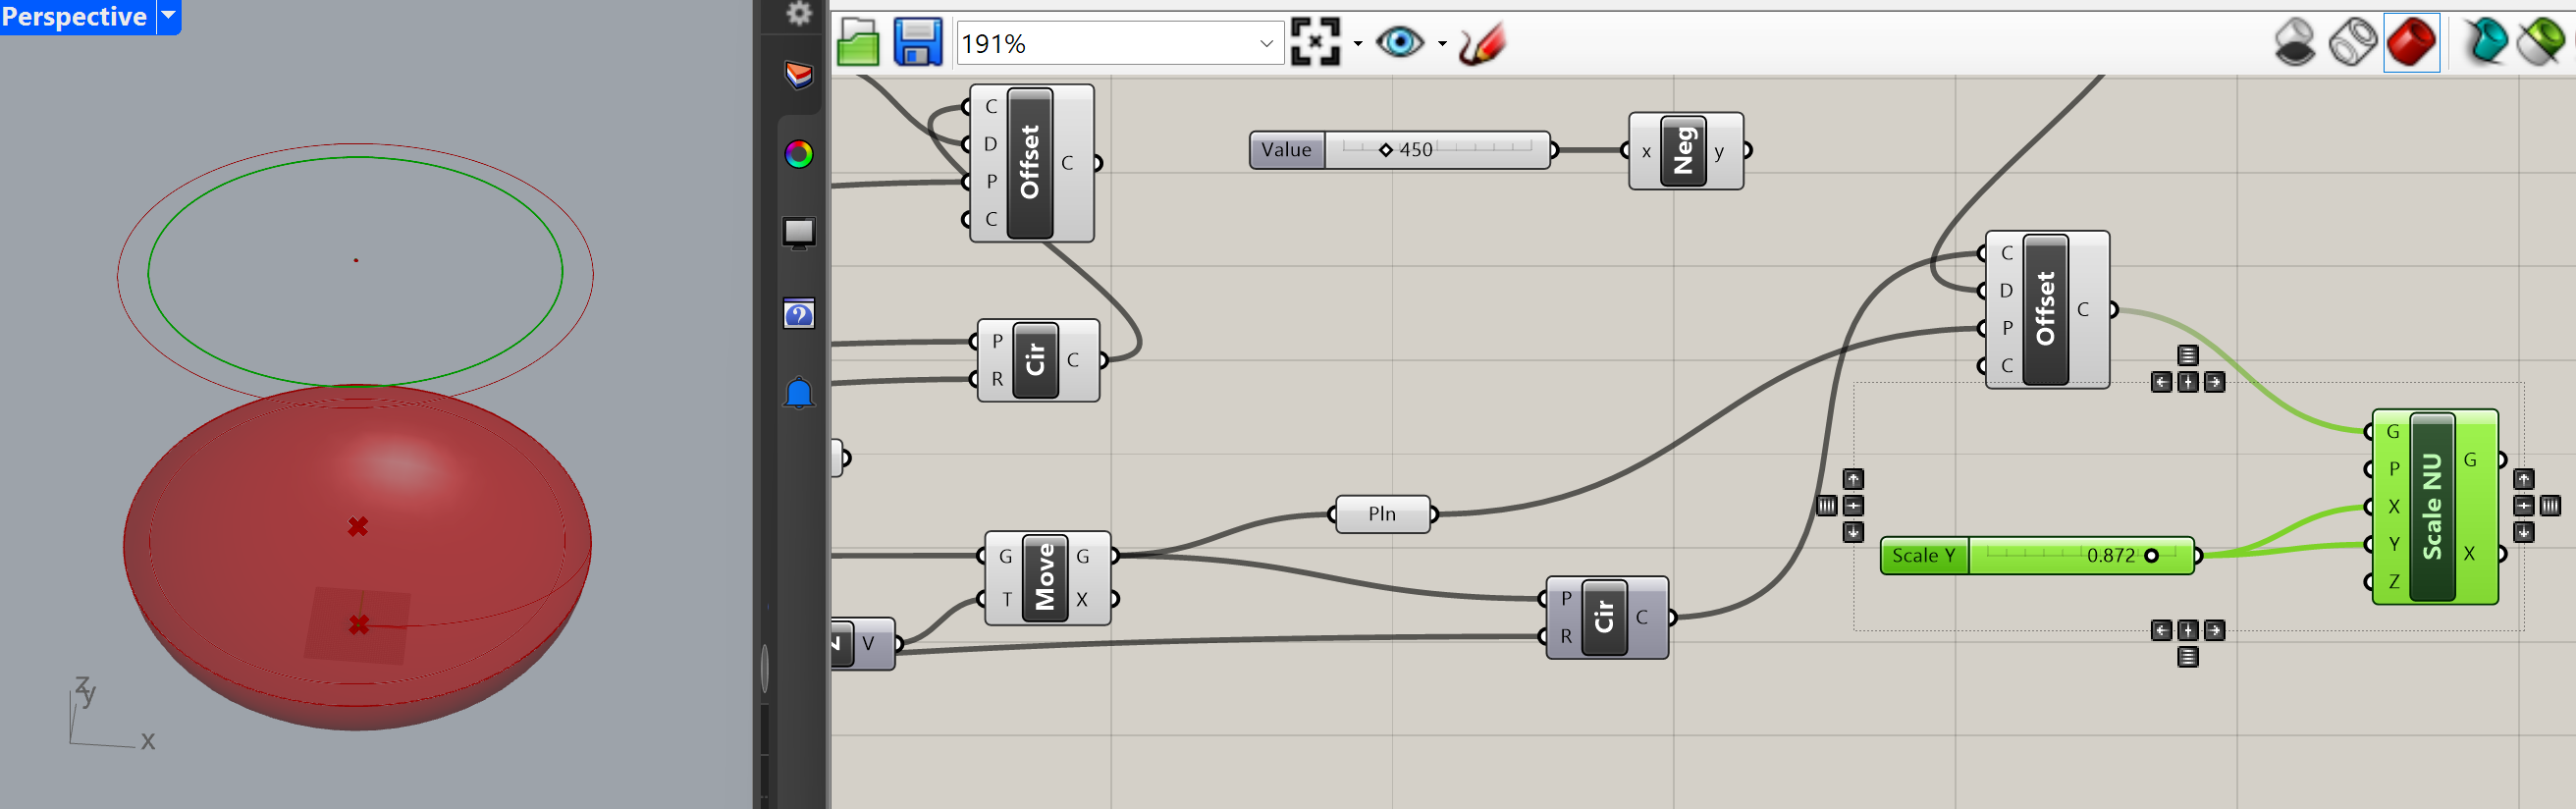 Perspective
191%
C
D
P
C
Offset
C
Value
450
x
Neg
y
C
D
P
C
Offset
C
P
R
Cir
C
G
P
X
Y
Z
Scale NU
G
X
Pln
G
T
Move
G
X
Scale Y
0.872
P
R
Cir
C
V
z
y
x